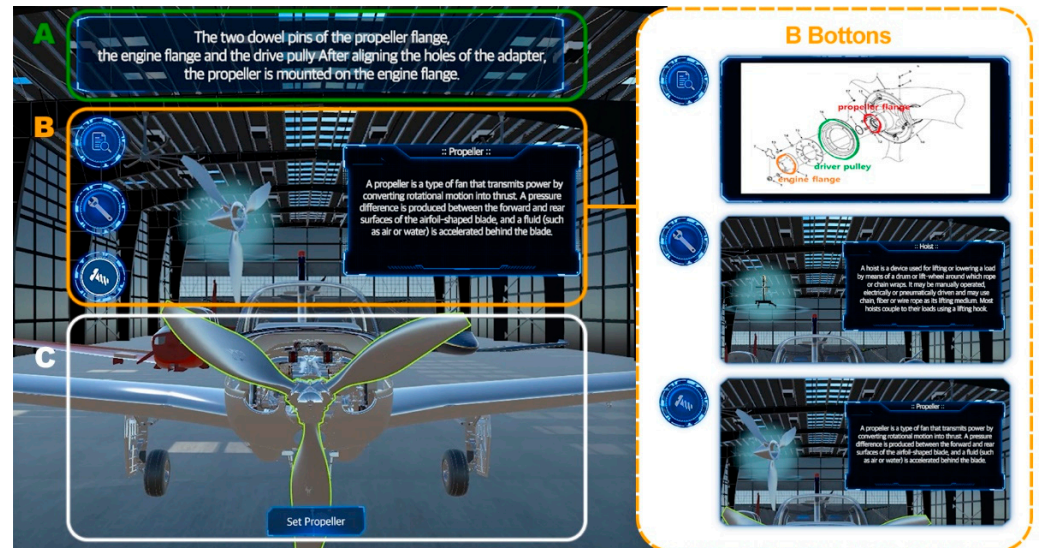 A
The two dowel pins of the propeller flange,
the engine flange and the drive pully After aligning the holes of the adapter,
the propeller is mounted on the engine flange.
B
:: Propeller ::
A propeller is a type of fan that transmits power by
converting rotational motion into thrust. A pressure
difference is produced between the forward and rear
surfaces of the airfoil-shaped blade, and a fluid (such
as air or water) is accelerated behind the blade.
C
Set Propeller
B Bottons
propeller flange
driver pulley
engine flange
:: Hoist ::
A hoist is a device used for lifting or lowering a load
by means of a drum or lift-wheel around which rope
or chain wraps. It may be manually operated,
electrically or pneumatically driven and may use
chain, fiber or wire rope as its lifting medium. Most
hoists couple to their loads using a lifting hook.
:: Propeller ::
A propeller is a type of fan that transmits power by
converting rotational motion into thrust. A pressure
difference is produced between the forward and rear
surfaces of the airfoil-shaped blade, and a fluid (such
as air or water) is accelerated behind the blade.